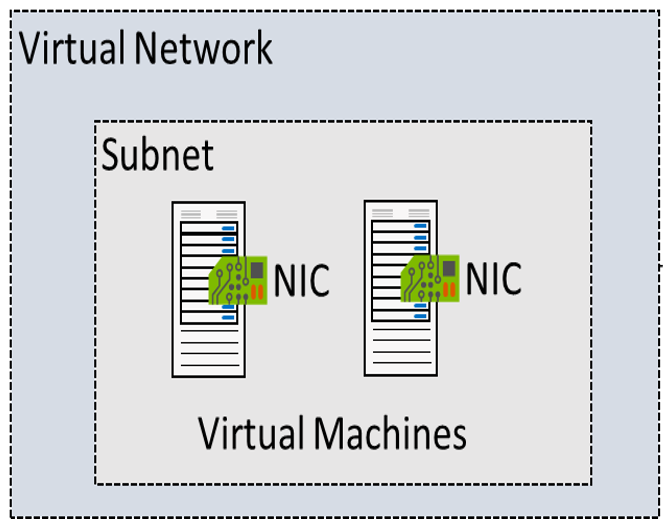 Virtual Network
Subnet
NIC
NIC
Virtual Machines